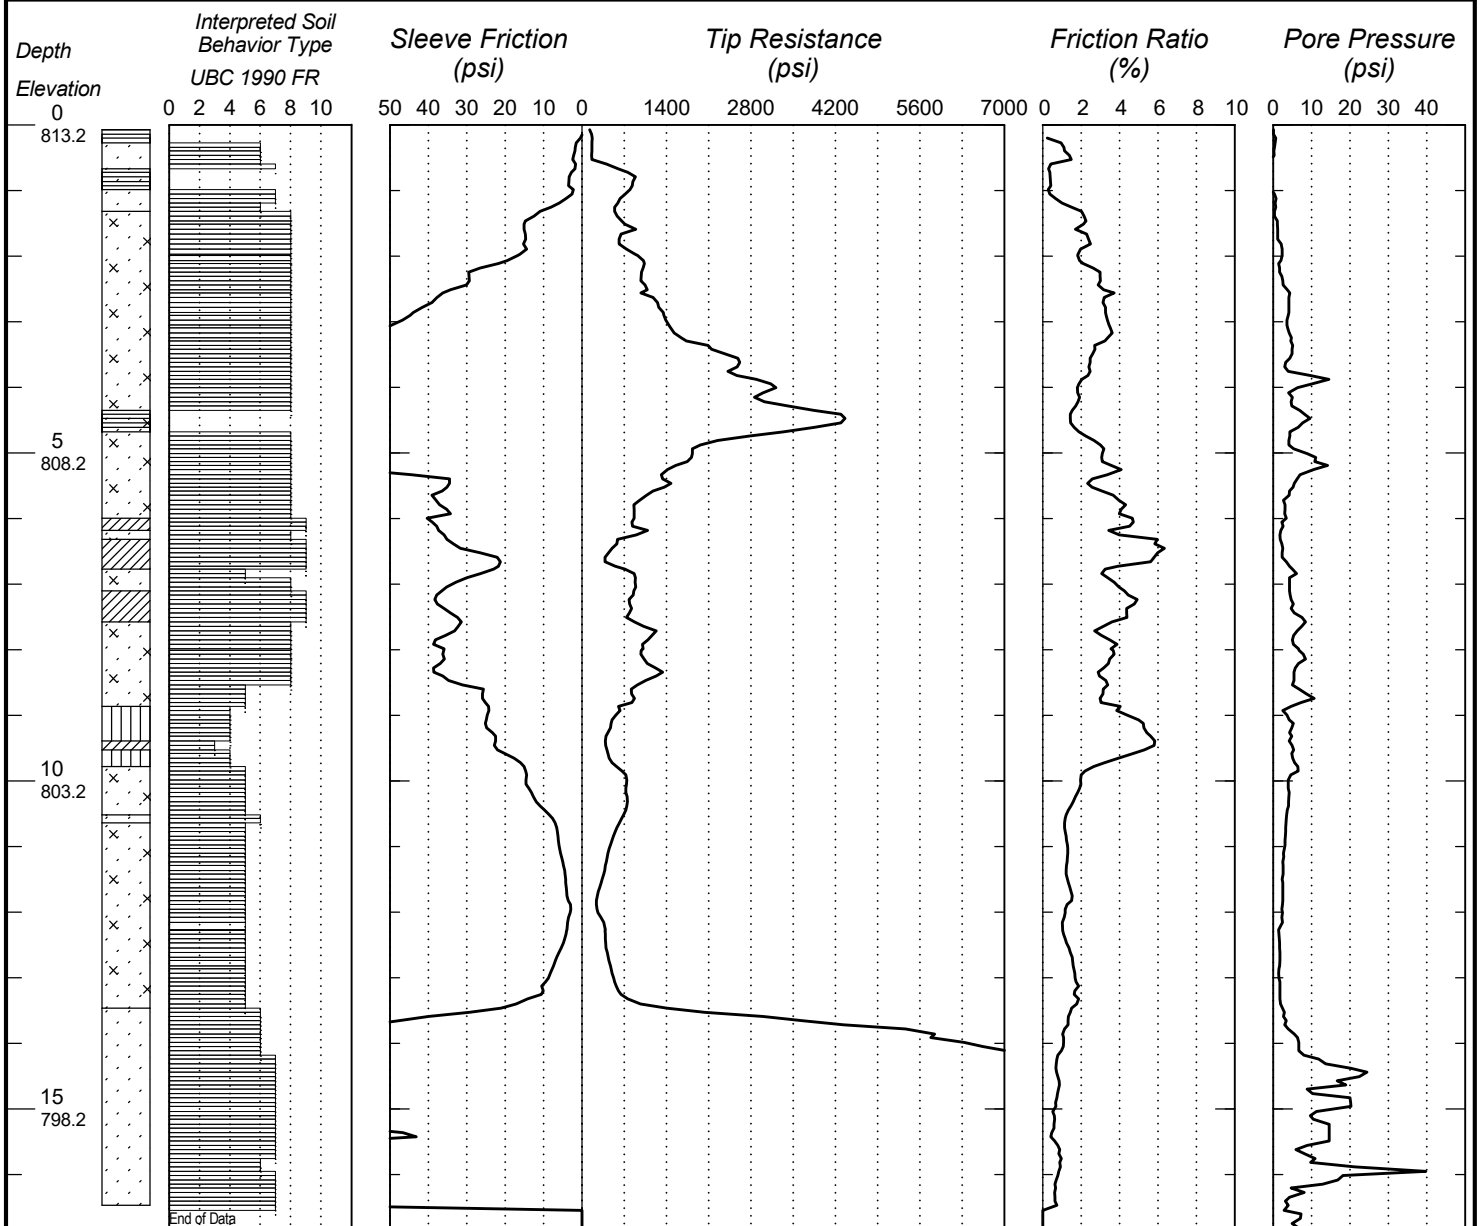 Interpreted Soil
Behavior Type
UBC 1990 FR
Depth
Elevation
Sleeve Friction
(psi)
Tip Resistance
(psi)
Friction Ratio
(%)
Pore Pressure
(psi)
0 2 4 6 8 10
50 40 30 20 10 0
1400 2800 4200 5600 7000
0 2 4 6 8 10
0 10 20 30 40
0
813.2
5
808.2
10
803.2
15
798.2
End of Data